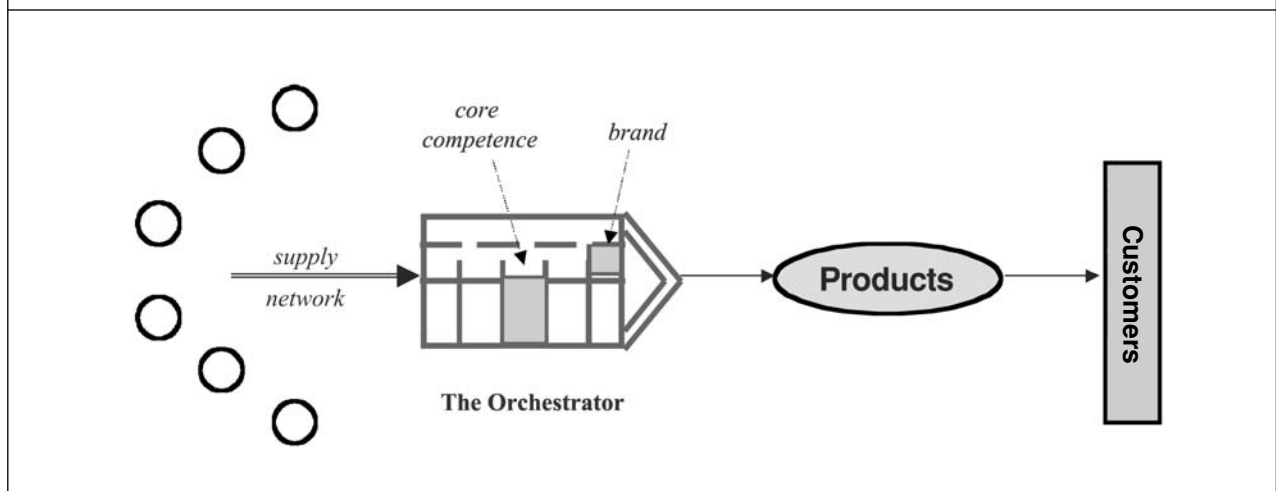 core
competence
brand
supply
network
The Orchestrator
Products
Customers